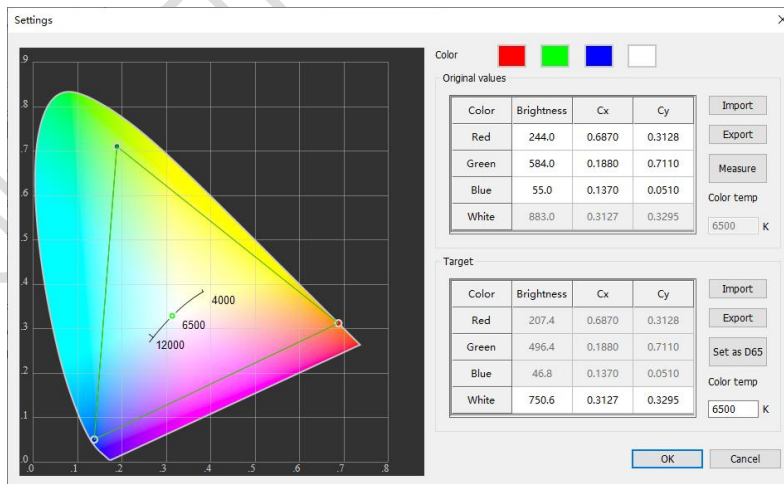 Settings
Color
Original values
Color Brightness Cx Cy
Red 244.0 0.6870 0.3128
Green 584.0 0.1880 0.7110
Blue 55.0 0.1370 0.0510
White 883.0 0.3127 0.3295
Import
Export
Measure
Color temp
6500 K
Target
Color Brightness Cx Cy
Red 207.4 0.6870 0.3128
Green 496.4 0.1880 0.7110
Blue 46.8 0.1370 0.0510
White 750.6 0.3127 0.3295
Import
Export
Set as D65
Color temp
6500 K
OK Cancel
.9
.8
.7
.6
.5
.4
.3
.2
.1
.0
.0 .1 .2 .3 .4 .5 .6 .7 .8
4000
6500
12000